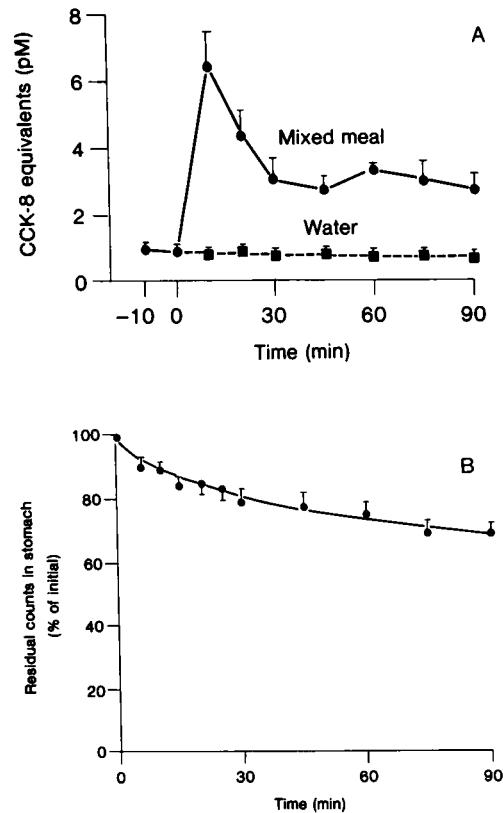 A
CCK-8 equivalents (pM)
8
6
4
2
0
Mixed meal
Water
−10 0 30 60 90
Time (min)
B
Residual counts in stomach
(% of initial)
100
80
60
40
20
0
0 30 60 90
Time (min)